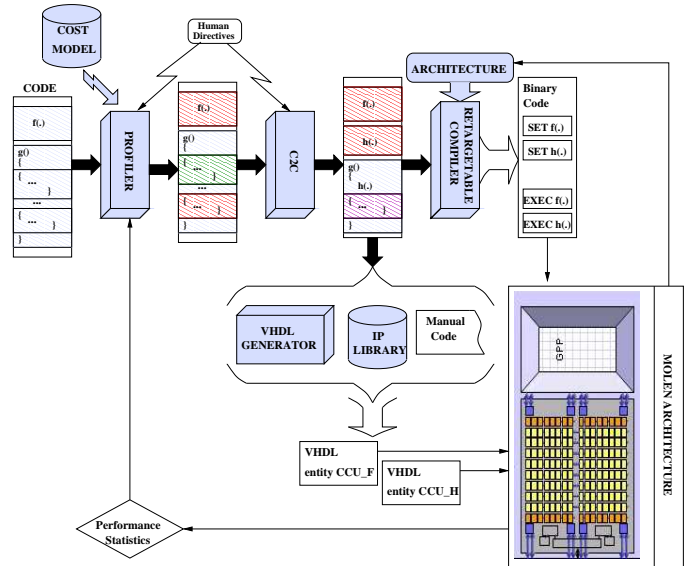 COST
MODEL
Human
Directives
CODE
f(.)
g()
{
{
...
}
...
{
...
}
}
PROFILER
f(.)
g()
{
{ ...
}
...
{
...
}
}
C2C
f(.)
h(.)
g()
{
h(.)
{ ...
}
}
ARCHITECTURE
RETARGETABLE
COMPILER
Binary
Code
SET f(.)
SET h(.)
EXEC f(.)
EXEC h(.)
VHDL
GENERATOR
IP
LIBRARY
Manual
Code
VHDL
entity CCU_F
VHDL
entity CCU_H
GPP
MOLEN ARCHITECTURE
Performance
Statistics